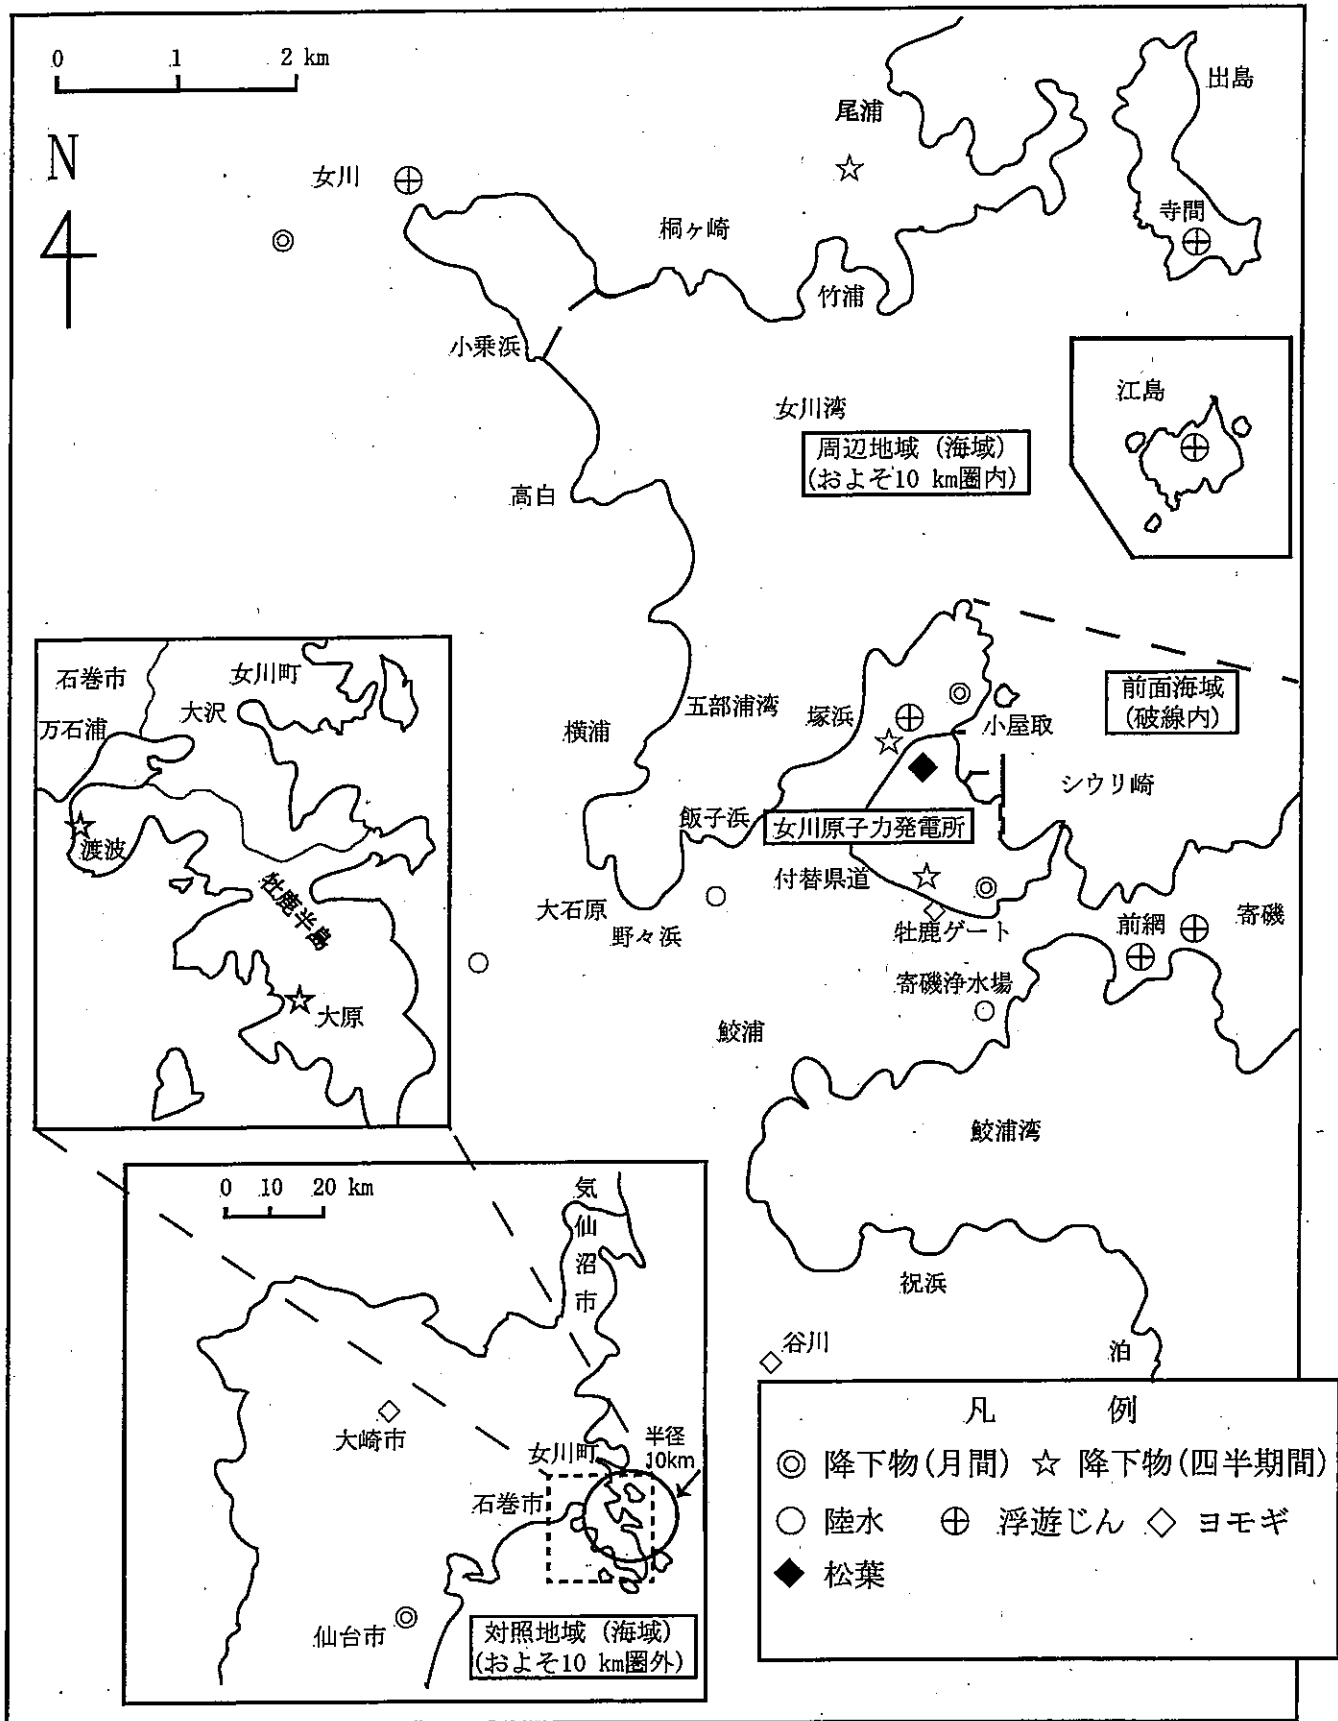 0 1 2 km
N
女川
尾浦
出島
寺間
桐ヶ崎
竹浦
小乗浜
江島
女川湾
周辺地域 (海域)
(およそ10 km圏内)
高白
石巻市
女川町
万石浦
大沢
渡波
牡鹿半島
大原
横浦
五部浦湾
塚浜
小屋取
前面海域
(破線内)
シウリ崎
飯子浜
女川原子力発電所
付替県道
大石原
野々浜
牡鹿ゲート
前網
寄磯
寄磯浄水場
鮫浦
鮫浦湾
祝浜
谷川
泊
0 10 20 km
気仙沼市
大崎市
女川町
半径
10km
石巻市
仙台市
対照地域 (海域)
(およそ10 km圏外)
凡 例
降下物(月間) 降下物(四半期間)
陸水 浮遊じん ヨモギ
松葉